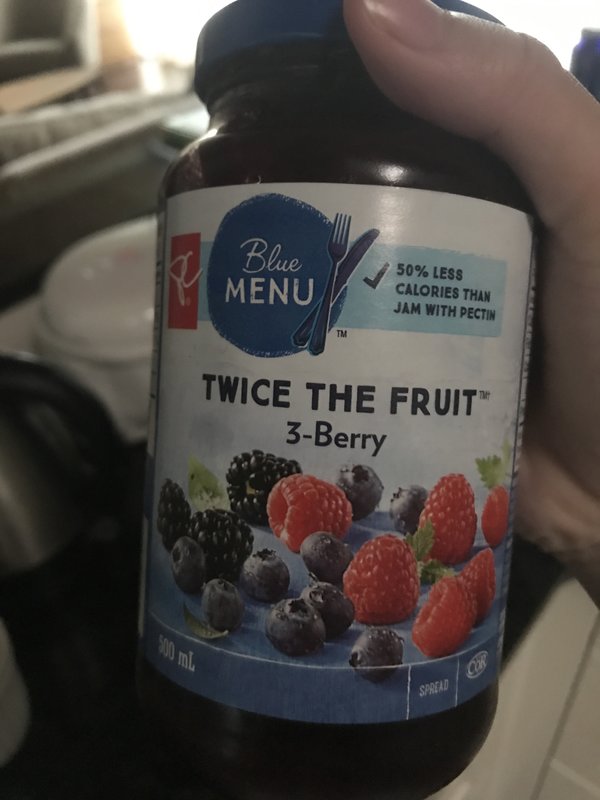 PC®
Blue
MENU
™
50% LESS
CALORIES THAN
JAM WITH PECTIN
TWICE THE FRUIT
3-Berry
500 mL
SPREAD
COR